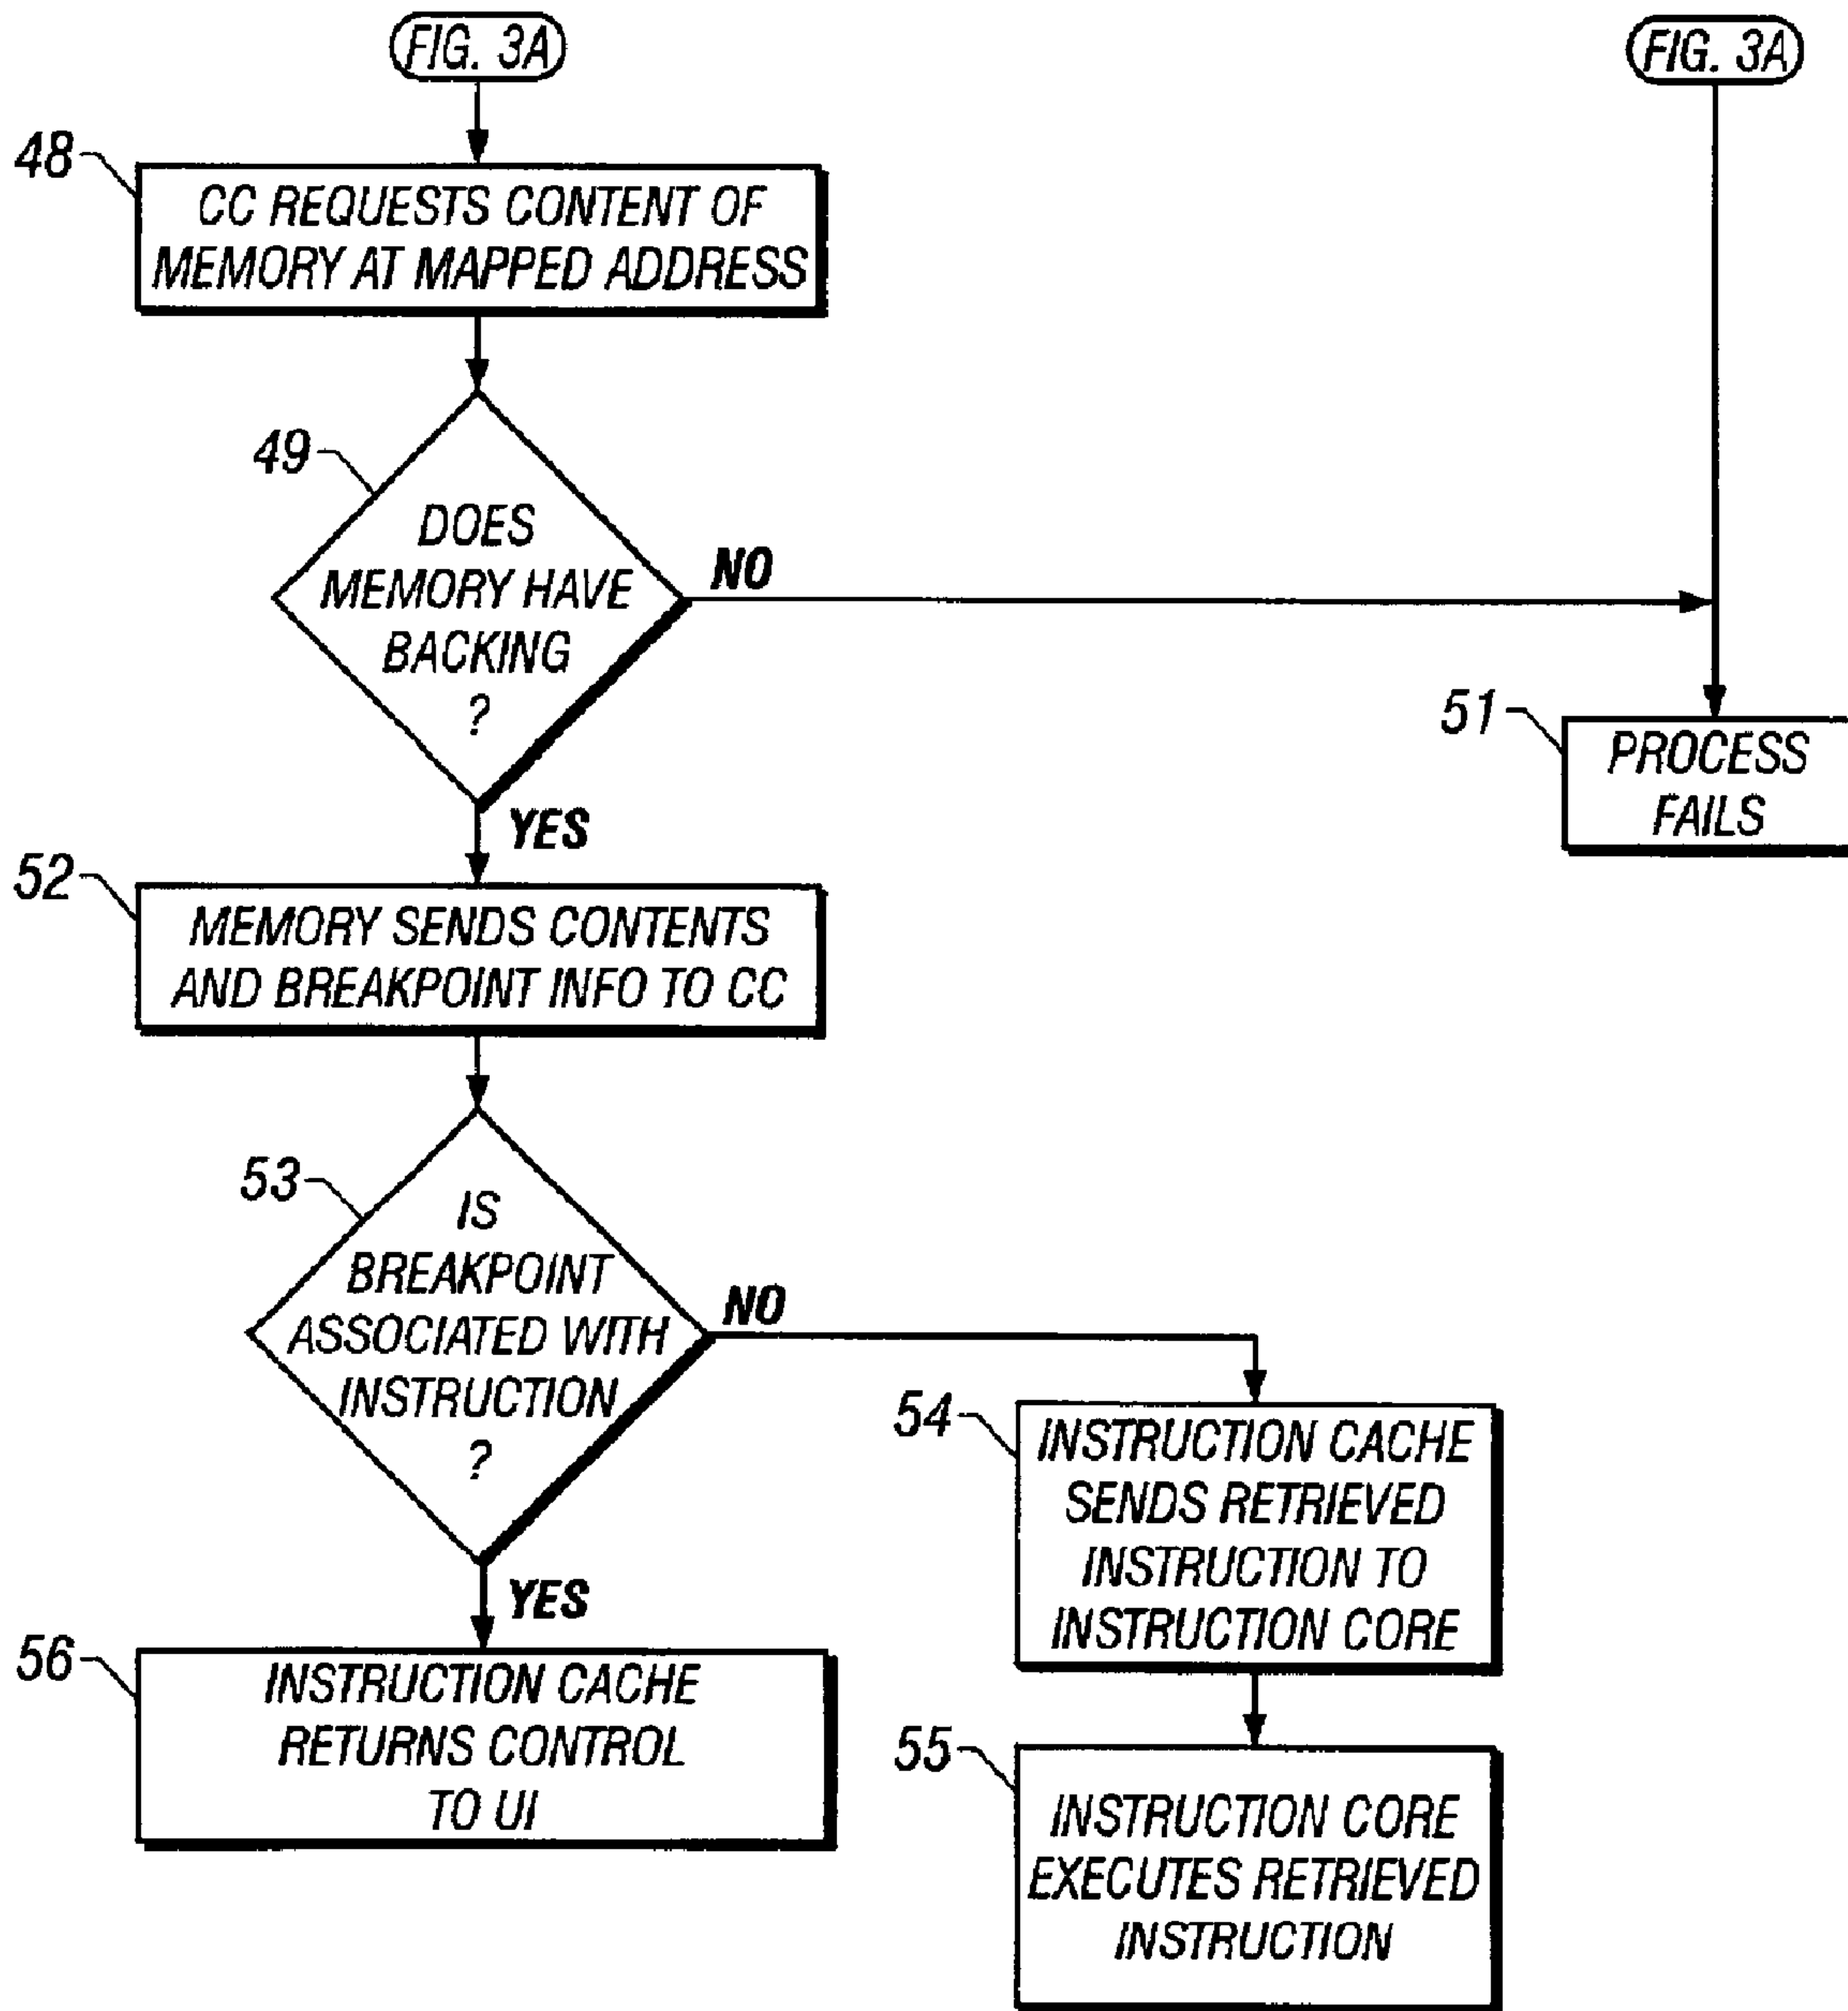 FIG. 3A
FIG. 3A
48
CC REQUESTS CONTENT OF
MEMORY AT MAPPED ADDRESS
49
DOES
MEMORY HAVE
BACKING
?
NO
YES
51
PROCESS
FAILS
52
MEMORY SENDS CONTENTS
AND BREAKPOINT INFO TO CC
53
IS
BREAKPOINT
ASSOCIATED WITH
INSTRUCTION
?
NO
YES
54
INSTRUCTION CACHE
SENDS RETRIEVED
INSTRUCTION TO
INSTRUCTION CORE
56
INSTRUCTION CACHE
RETURNS CONTROL
TO UI
55
INSTRUCTION CORE
EXECUTES RETRIEVED
INSTRUCTION